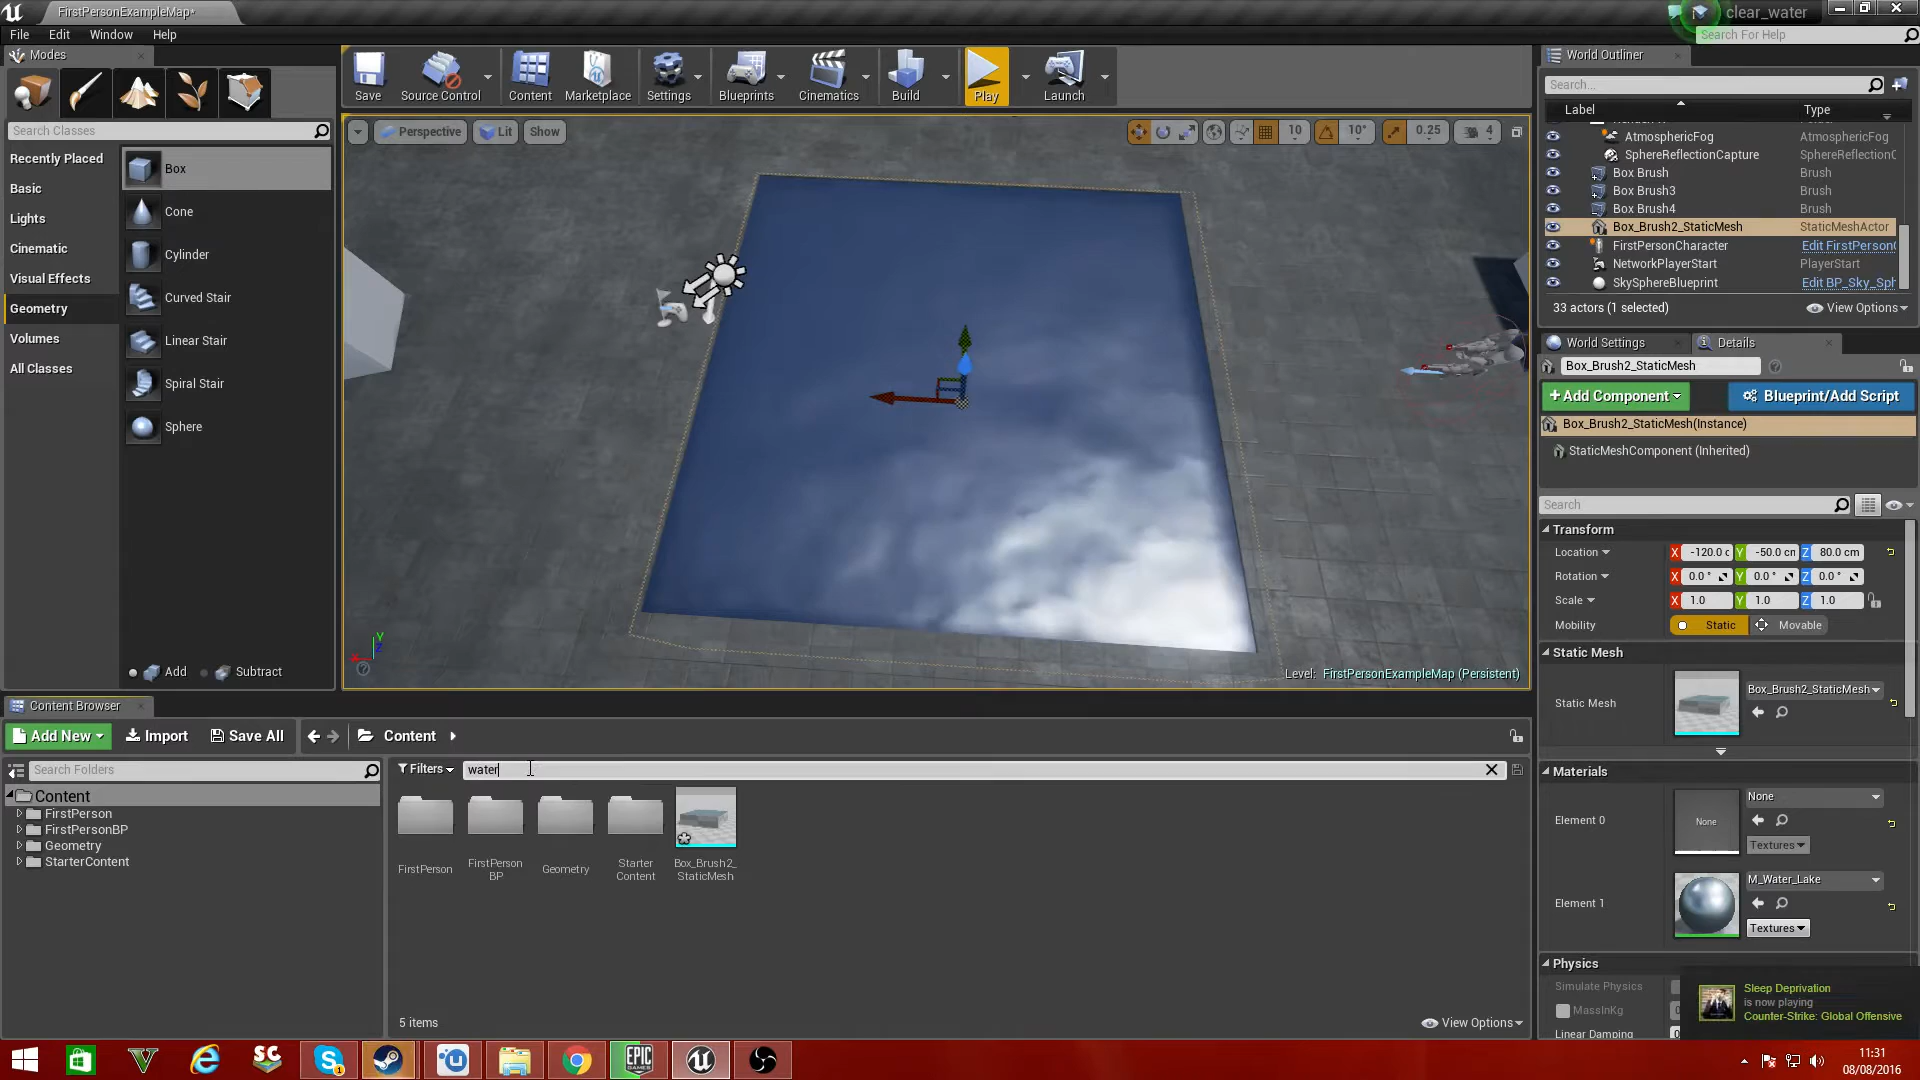 FirstPersonExampleMap*
clear_water
File Edit Window Help
Search For Help
Modes
Search Classes
Recently Placed
Basic
Lights
Cinematic
Visual Effects
Geometry
Volumes
All Classes
Box
Cone
Cylinder
Curved Stair
Linear Stair
Spiral Stair
Sphere
Add Subtract
Save Source Control Content Marketplace Settings Blueprints Cinematics Build Play Launch
Perspective Lit Show
10 10° 0.25 4
Level: FirstPersonExampleMap (Persistent)
World Outliner
Search...
Label Type
AtmosphericFog AtmosphericFog
SphereReflectionCapture SphereReflectionC
Box Brush Brush
Box Brush3 Brush
Box Brush4 Brush
Box_Brush2_StaticMesh StaticMeshActor
FirstPersonCharacter Edit FirstPerson
NetworkPlayerStart PlayerStart
SkySphereBlueprint Edit BP_Sky_Sph
33 actors (1 selected) View Options
World Settings Details
Box_Brush2_StaticMesh
+Add Component Blueprint/Add Script
Box_Brush2_StaticMesh(Instance)
StaticMeshComponent (Inherited)
Search
Transform
Location X -120.0 c Y -50.0 cm Z 80.0 cm
Rotation X 0.0 ° Y 0.0 ° Z 0.0 °
Scale X 1.0 Y 1.0 Z 1.0
Mobility Static Movable
Static Mesh
Static Mesh Box_Brush2_StaticMesh
Materials
Element 0 None None
Textures
Element 1 M_Water_Lake
Textures
Physics
Simulate Physics
MassInKg
Linear Damping
Sleep Deprivation
is now playing
Counter-Strike: Global Offensive
Content Browser
Add New Import Save All Content
Search Folders
Content
FirstPerson
FirstPersonBP
Geometry
StarterContent
Filters water
FirstPerson
FirstPerson
BP
Geometry
Starter
Content
Box_Brush2_
StaticMesh
5 items View Options
11:31
08/08/2016